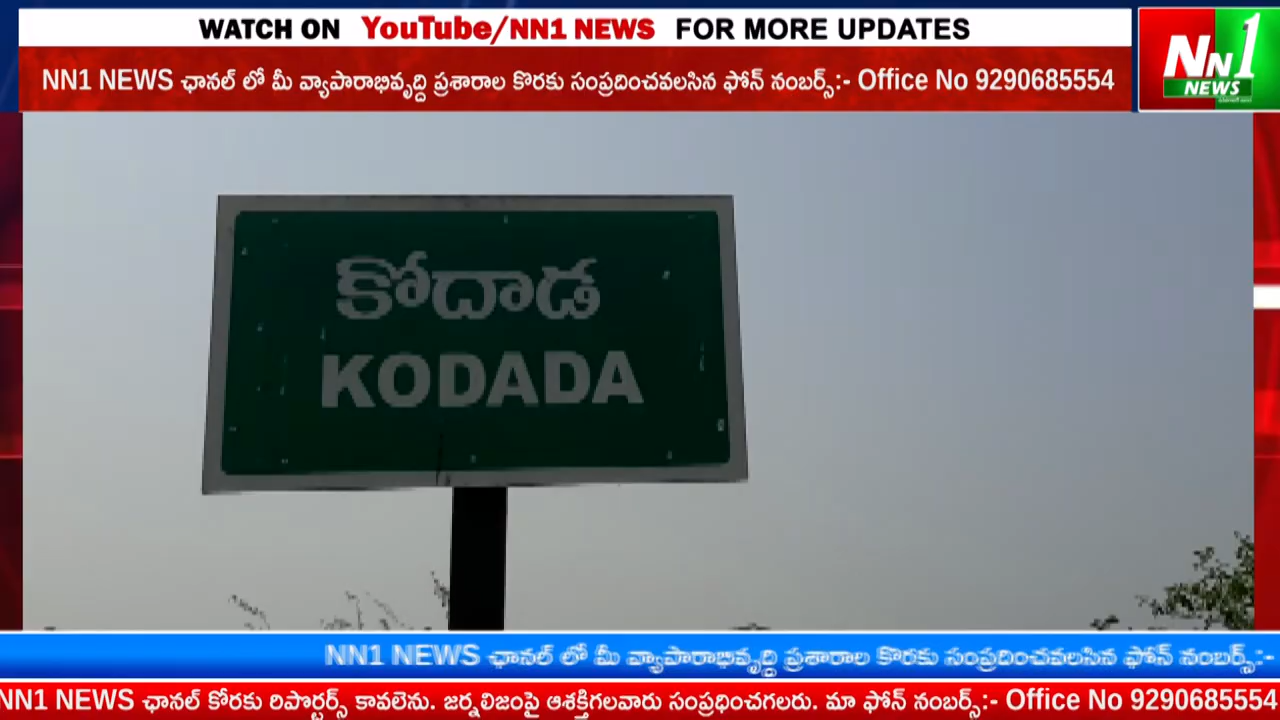 WATCH ON YouTube/NN1 NEWS FOR MORE UPDATES
NN1 NEWS ఛానల్ లో మీ వ్యాపారాభివృద్ది ప్రశారాల కొరకు సంప్రదించవలసిన ఫోన్ నంబర్స్:- Office No 9290685554
NN1
NEWS
కోదాడ
KODADA
NN1 NEWS ఛానల్ లో మీ వ్యాపారాభివృద్ది ప్రశారాల కొరకు సంప్రదించవలసిన ఫోన్ నంబర్స్:-
NN1 NEWS ఛానల్ కోరకు రిపోర్టర్స్ కావలెను. జర్నలిజంపై ఆశక్తిగలవారు సంప్రధించగలరు. మా ఫోన్ నంబర్స్:- Office No 9290685554